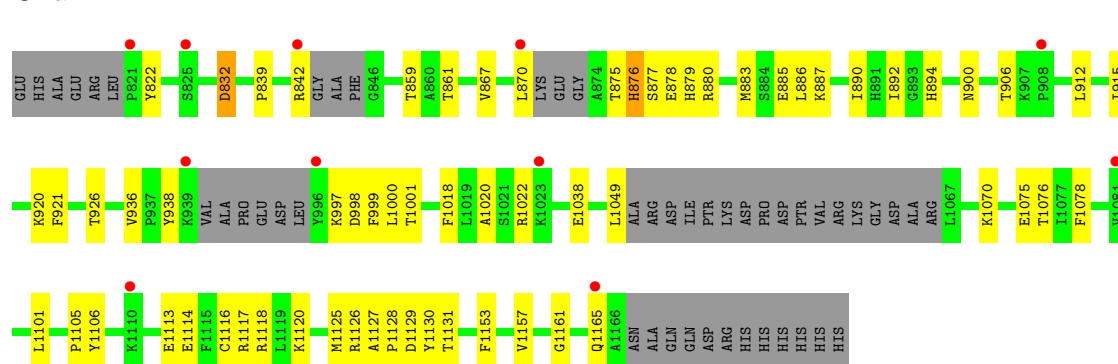 GLU HIS ALA GLU ARG LEU P821 Y822 S825 D832 P839 R842 GLY ALA PHE G846 T859 A860 T861 V867 L870 LYS GLU GLY A874 T875 H876 S877 E878 H879 R880 M883 S884 E885 L886 K887 I890 H891 I892 G893 H894 N900 T906 K907 P908 L912
K920 F921 T926 V936 P937 Y938 K939 VAL ALA PRO GLU ASP LEU Y996 K997 D998 F999 L1000 T1001 F1018 L1019 A1020 S1021 R1022 K1023 E1038 L1049 ALA ARG ASP ILE PTR LYS ASP PRO ASP PTR VAL ARG LYS GLY ASP ALA ARG L1067 K1070 E1075 T1076 I1077 F1078
L1101 P1105 Y1106 K1110 E1113 E1114 F1115 C1116 R1117 R1118 L1119 K1120 M1125 R1126 A1127 P1128 D1129 Y1130 T1131 F1153 V1157 G1161 Q1165 A1166 ASN ALA GLN GLN ASP ARG HIS HIS HIS HIS HIS HIS